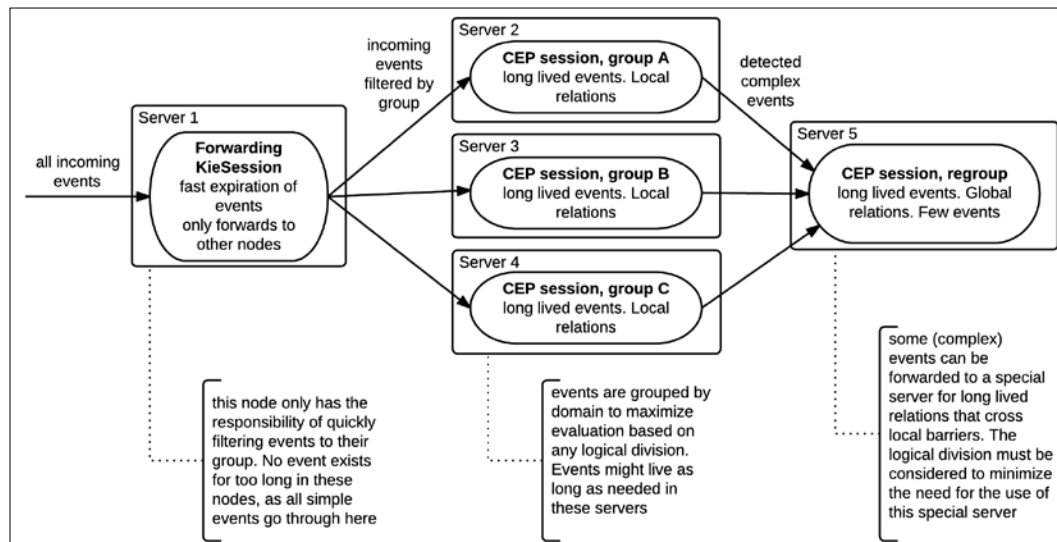 all incoming
events
Server 1
Forwarding
KieSession
fast expiration of
events
only forwards to
other nodes
incoming
events
filtered by
group
Server 2
CEP session, group A
long lived events. Local
relations
Server 3
CEP session, group B
long lived events. Local
relations
Server 4
CEP session, group C
long lived events. Local
relations
detected
complex
events
Server 5
CEP session, regroup
long lived events. Global
relations. Few events
this node only has the
responsibility of quickly
filtering events to their
group. No event exists
for too long in these
nodes, as all simple
events go through here
events are grouped by
domain to maximize
evaluation based on
any logical division.
Events might live as
long as needed in
these servers
some (complex)
events can be
forwarded to a special
server for long lived
relations that cross
local barriers. The
logical division must be
considered to minimize
the need for the use of
this special server